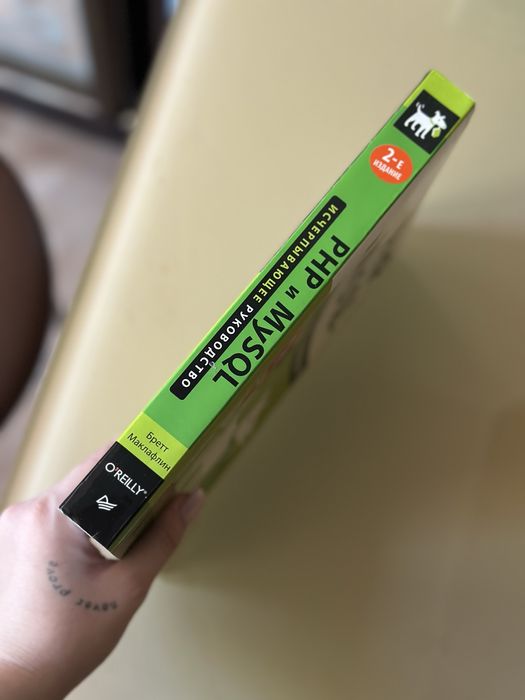 2-Е
ИЗДАНИЕ
ИСЧЕРПЫВАЮЩЕЕ РУКОВОДСТВО
PHP и MySQL
Бретт
Маклафлин
O'REILLY®